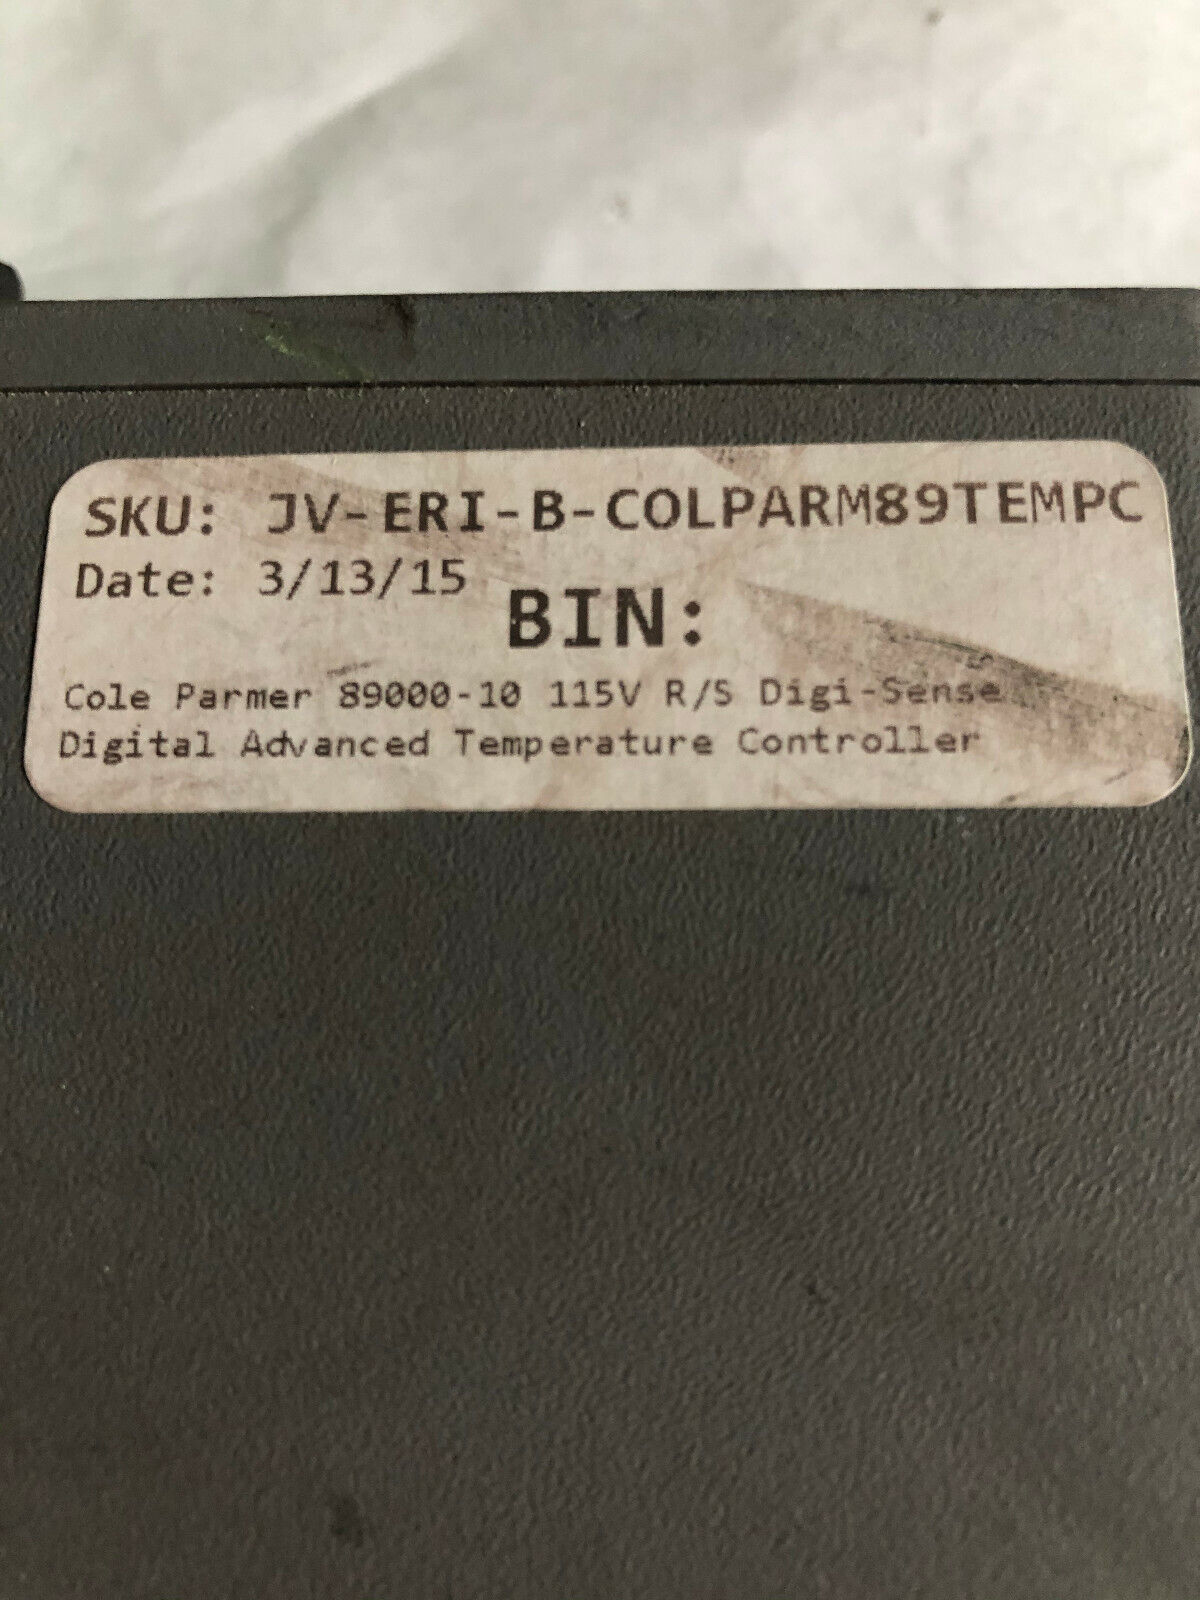 SKU: JV-ERI-B-COLPARM89TEMPC
Date: 3/13/15
BIN:
Cole Parmer 89000-10 115V R/S Digi-Sense
Digital Advanced Temperature Controller